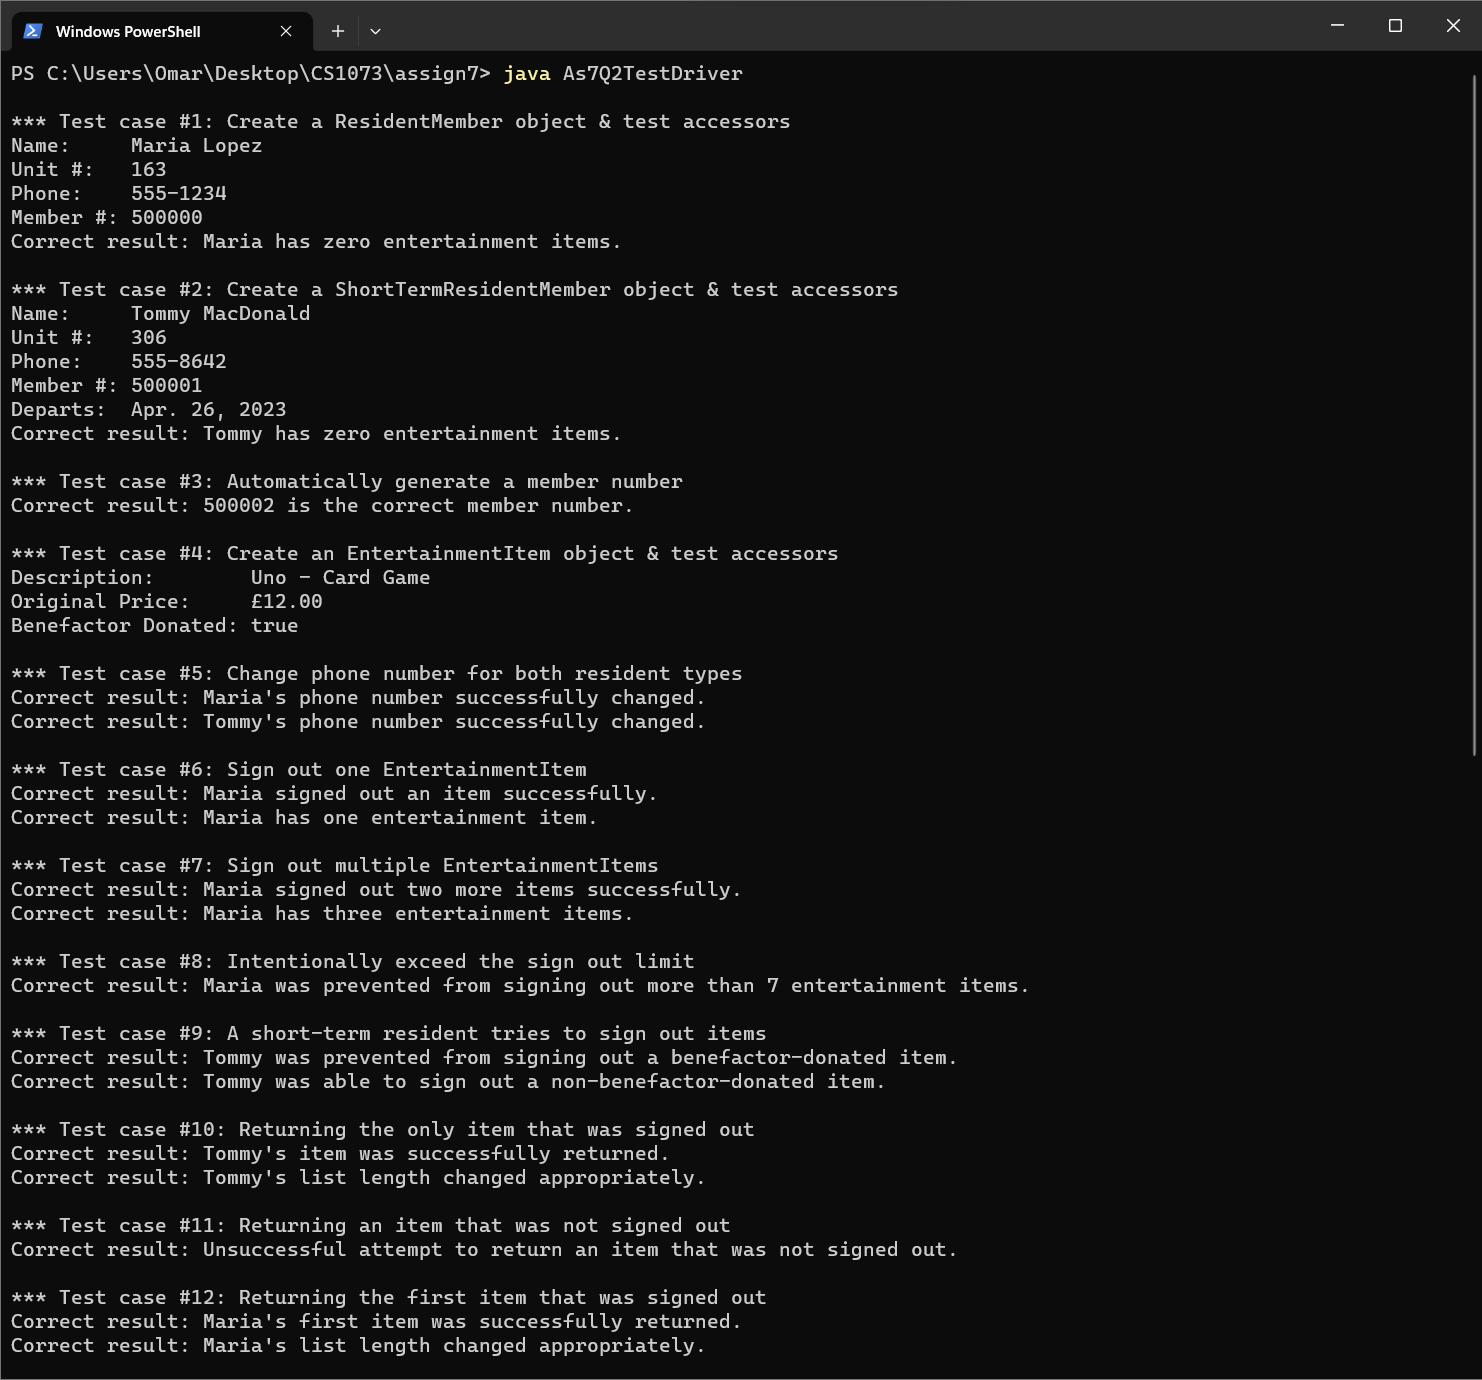 Windows PowerShell
PS C:\Users\Omar\Desktop\CS1073\assign7> java As7Q2TestDriver
*** Test case #1: Create a ResidentMember object & test accessors
Name:     Maria Lopez
Unit #:   163
Phone:    555-1234
Member #: 500000
Correct result: Maria has zero entertainment items.
*** Test case #2: Create a ShortTermResidentMember object & test accessors
Name:     Tommy MacDonald
Unit #:   306
Phone:    555-8642
Member #: 500001
Departs:  Apr. 26, 2023
Correct result: Tommy has zero entertainment items.
*** Test case #3: Automatically generate a member number
Correct result: 500002 is the correct member number.
*** Test case #4: Create an EntertainmentItem object & test accessors
Description:        Uno - Card Game
Original Price:     £12.00
Benefactor Donated: true
*** Test case #5: Change phone number for both resident types
Correct result: Maria's phone number successfully changed.
Correct result: Tommy's phone number successfully changed.
*** Test case #6: Sign out one EntertainmentItem
Correct result: Maria signed out an item successfully.
Correct result: Maria has one entertainment item.
*** Test case #7: Sign out multiple EntertainmentItems
Correct result: Maria signed out two more items successfully.
Correct result: Maria has three entertainment items.
*** Test case #8: Intentionally exceed the sign out limit
Correct result: Maria was prevented from signing out more than 7 entertainment items.
*** Test case #9: A short-term resident tries to sign out items
Correct result: Tommy was prevented from signing out a benefactor-donated item.
Correct result: Tommy was able to sign out a non-benefactor-donated item.
*** Test case #10: Returning the only item that was signed out
Correct result: Tommy's item was successfully returned.
Correct result: Tommy's list length changed appropriately.
*** Test case #11: Returning an item that was not signed out
Correct result: Unsuccessful attempt to return an item that was not signed out.
*** Test case #12: Returning the first item that was signed out
Correct result: Maria's first item was successfully returned.
Correct result: Maria's list length changed appropriately.